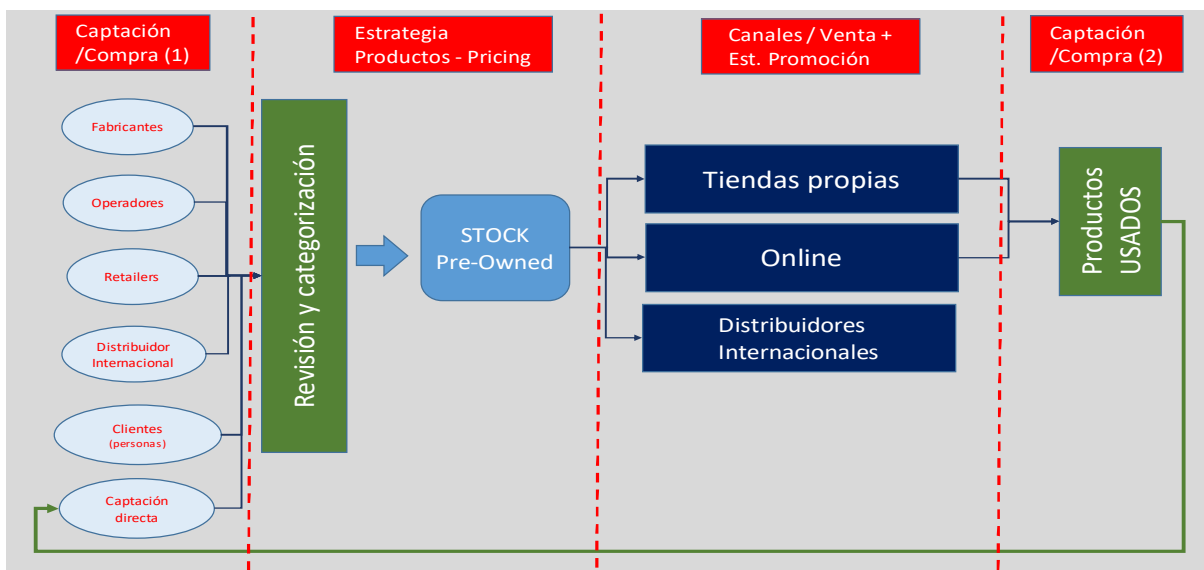 Captación
/Compra (1)
Estrategia
Productos - Pricing
Canales / Venta +
Est. Promoción
Captación
/Compra (2)
Fabricantes
Operadores
Retailers
Distribuidor
Internacional
Clientes
(personas)
Captación
directa
Revisión y categorización
STOCK
Pre-Owned
Tiendas propias
Online
Distribuidores
Internacionales
Productos
USADOS